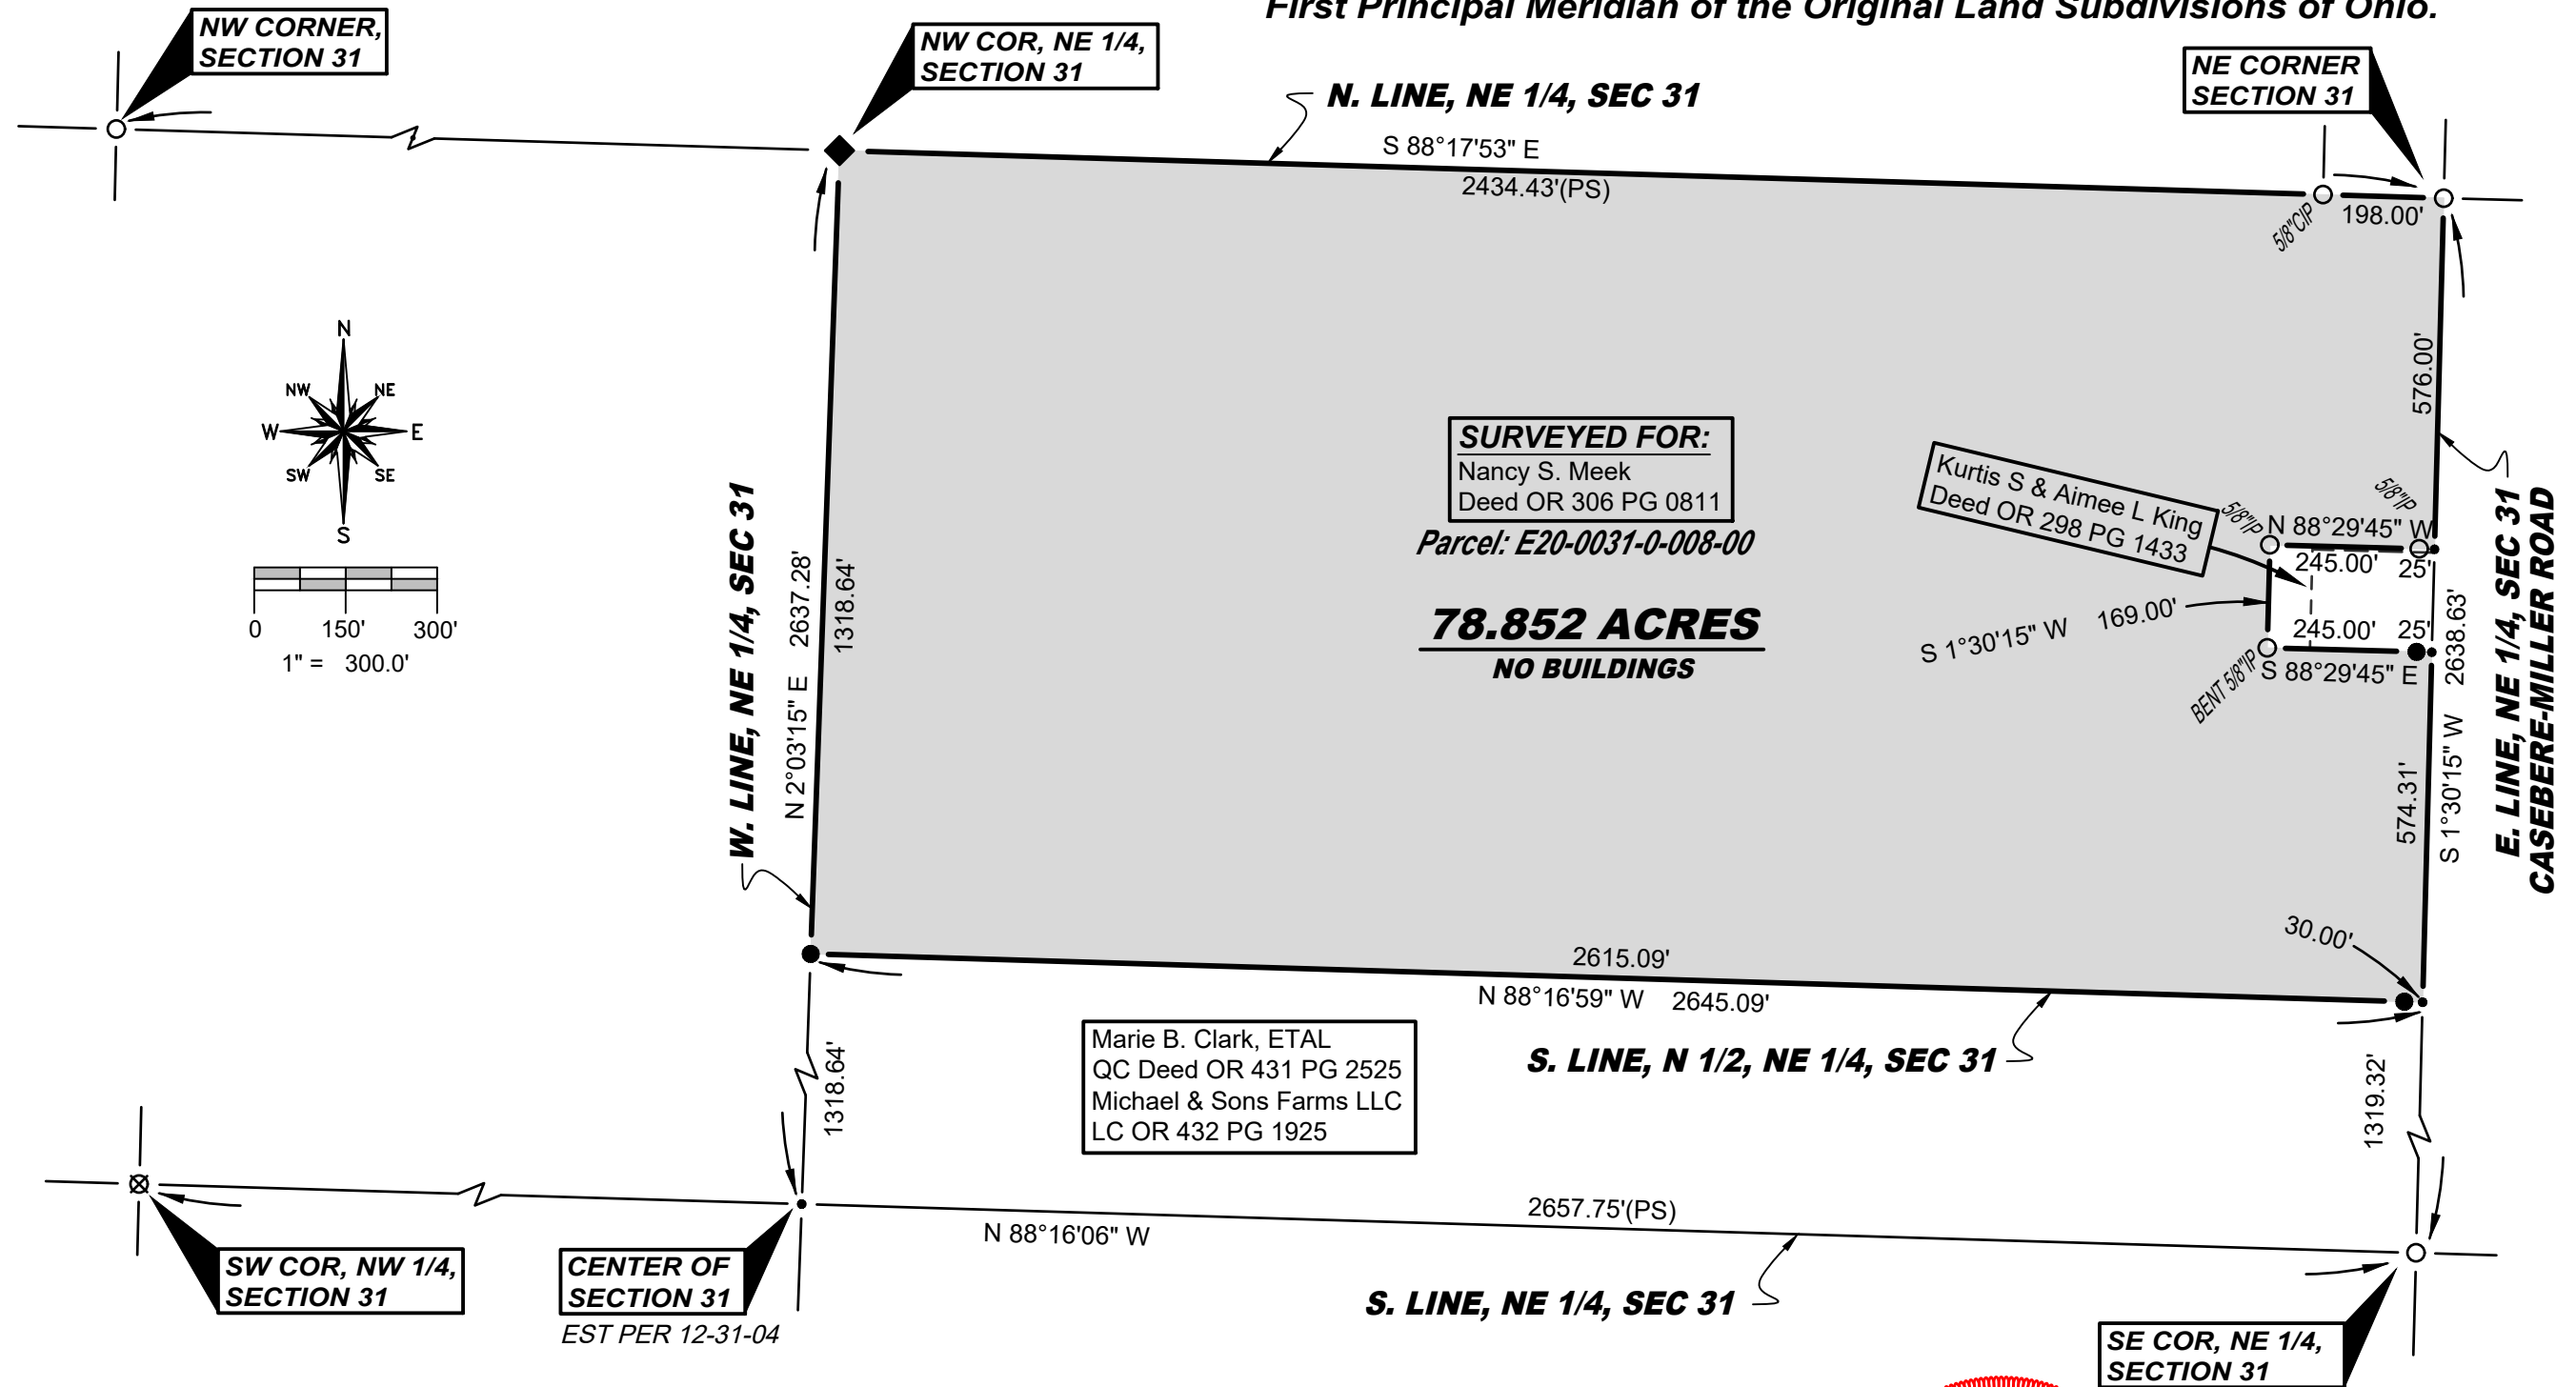 First Principal Meridian of the Original Land Subdivisions of Ohio.
NW CORNER,
SECTION 31
NW COR, NE 1/4,
SECTION 31
NE CORNER
SECTION 31
N. LINE, NE 1/4, SEC 31
S 88°17'53" E
2434.43'(PS)
198.00'
5/8"CIP
576.00'
N
NW
NE
W
E
SW
SE
S
0
150'
300'
1" = 300.0'
W. LINE, NE 1/4, SEC 31
N 2°03'15" E 2637.28'
1318.64'
SURVEYED FOR:
Nancy S. Meek
Deed OR 306 PG 0811
Parcel: E20-0031-0-008-00
78.852 ACRES
NO BUILDINGS
Kurtis S & Aimee L King
Deed OR 298 PG 1433
5/8"IP
5/8"IP
N 88°29'45" W
245.00'
25'
S 1°30'15" W 169.00'
245.00'
25'
S 88°29'45" E
BENT 5/8"IP
574.31'
S 1°30'15" W 2638.63'
E. LINE, NE 1/4, SEC 31
CASEBERE-MILLER ROAD
30.00'
2615.09'
N 88°16'59" W 2645.09'
S. LINE, N 1/2, NE 1/4, SEC 31
Marie B. Clark, ETAL
QC Deed OR 431 PG 2525
Michael & Sons Farms LLC
LC OR 432 PG 1925
1318.64'
1319.32'
2657.75'(PS)
N 88°16'06" W
S. LINE, NE 1/4, SEC 31
SW COR, NW 1/4,
SECTION 31
CENTER OF
SECTION 31
EST PER 12-31-04
SE COR, NE 1/4,
SECTION 31